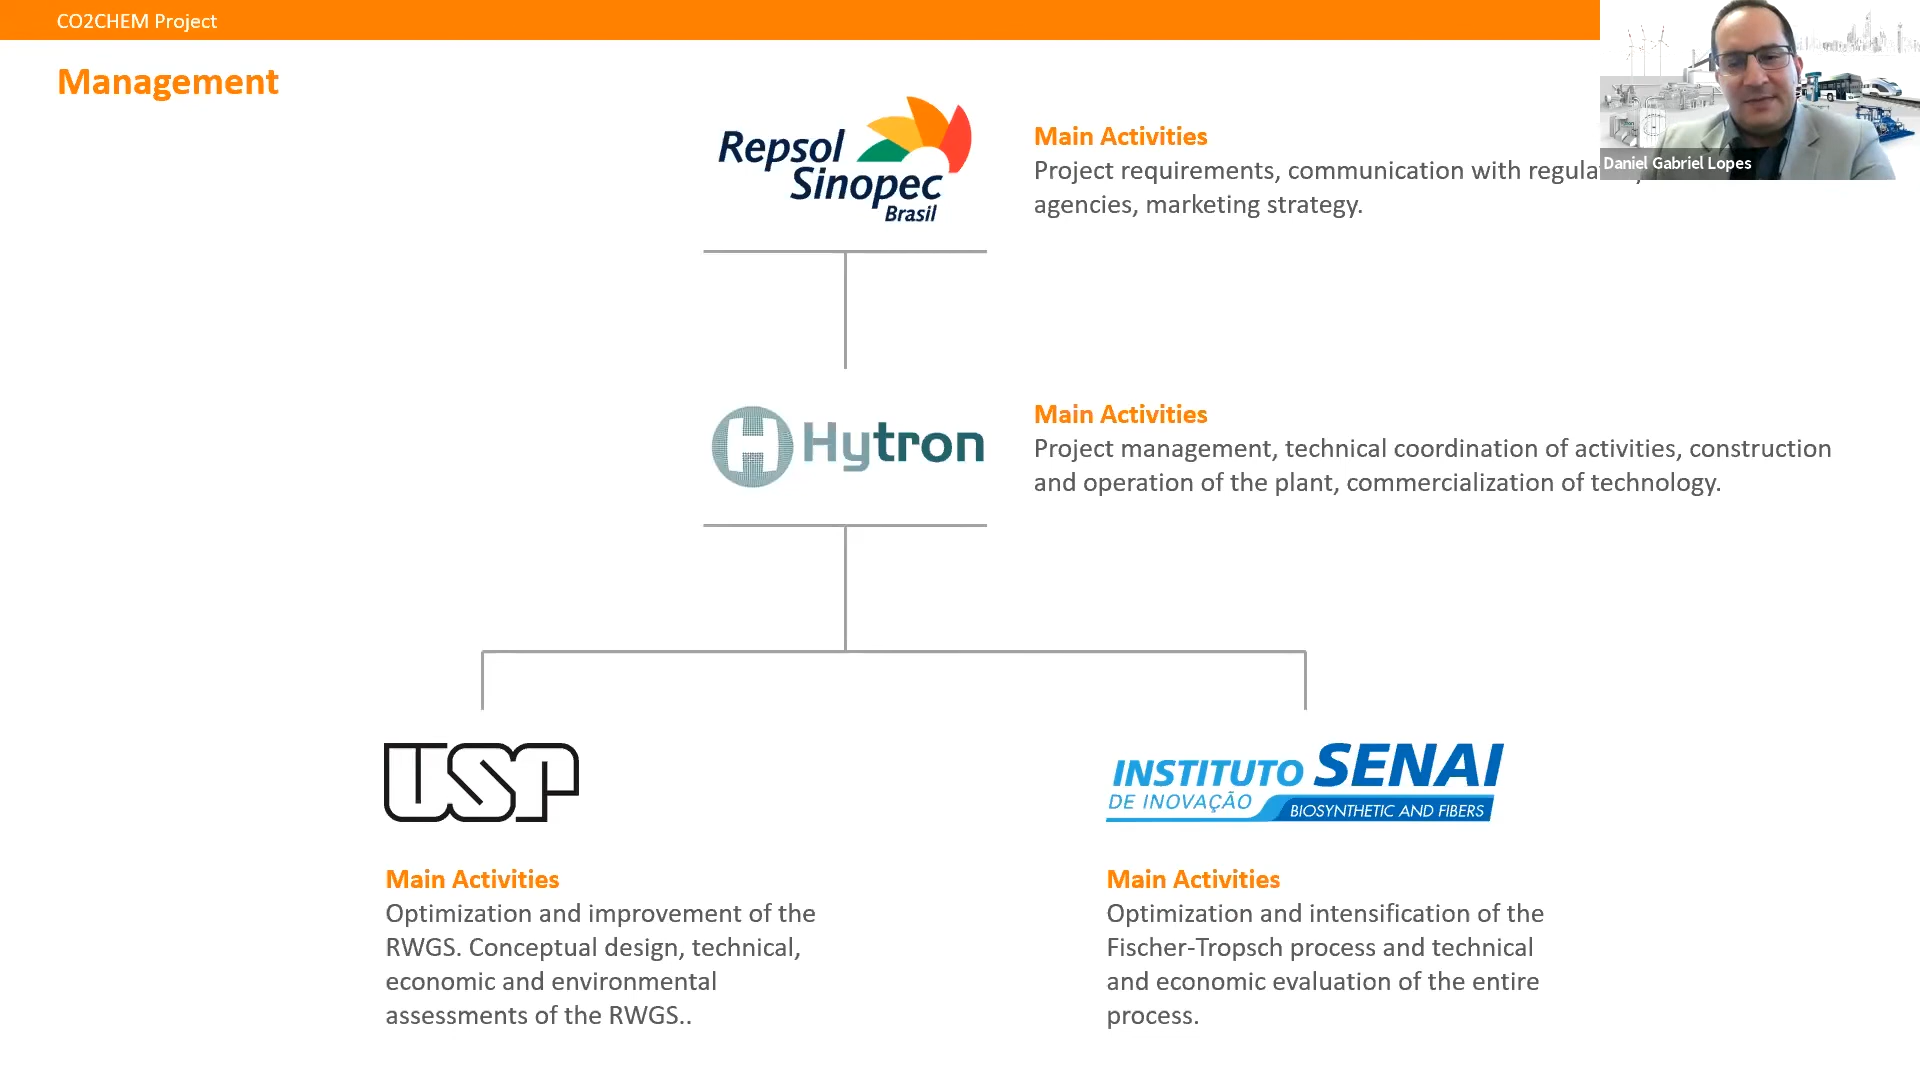 CO2CHEM Project
Management
Repsol
Sinopec
Brasil
Main Activities
Project requirements, communication with
agencies, marketing strategy.
Daniel Gabriel Lopes
Hytron
Main Activities
Project management, technical coordination of activities, construction
and operation of the plant, commercialization of technology.
USP
Main Activities
Optimization and improvement of the
RWGS. Conceptual design, technical,
economic and environmental
assessments of the RWGS..
INSTITUTO SENAI
DE INOVAÇÃO
BIOSYNTHETIC AND FIBERS
Main Activities
Optimization and intensification of the
Fischer-Tropsch process and technical
and economic evaluation of the entire
process.